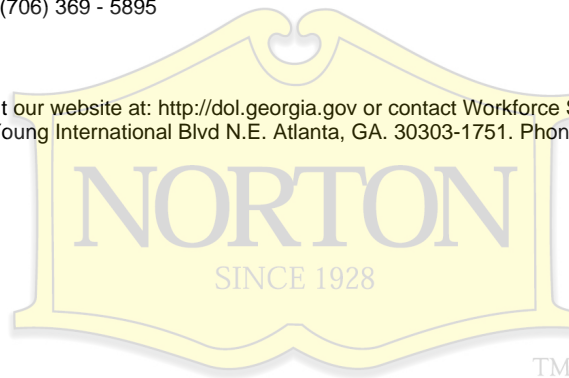 (706) 369 - 5895
t our website at: http://dol.georgia.gov or contact Workforce S
oung International Blvd N.E. Atlanta, GA. 30303-1751. Phon
NORTON
SINCE 1928
TM